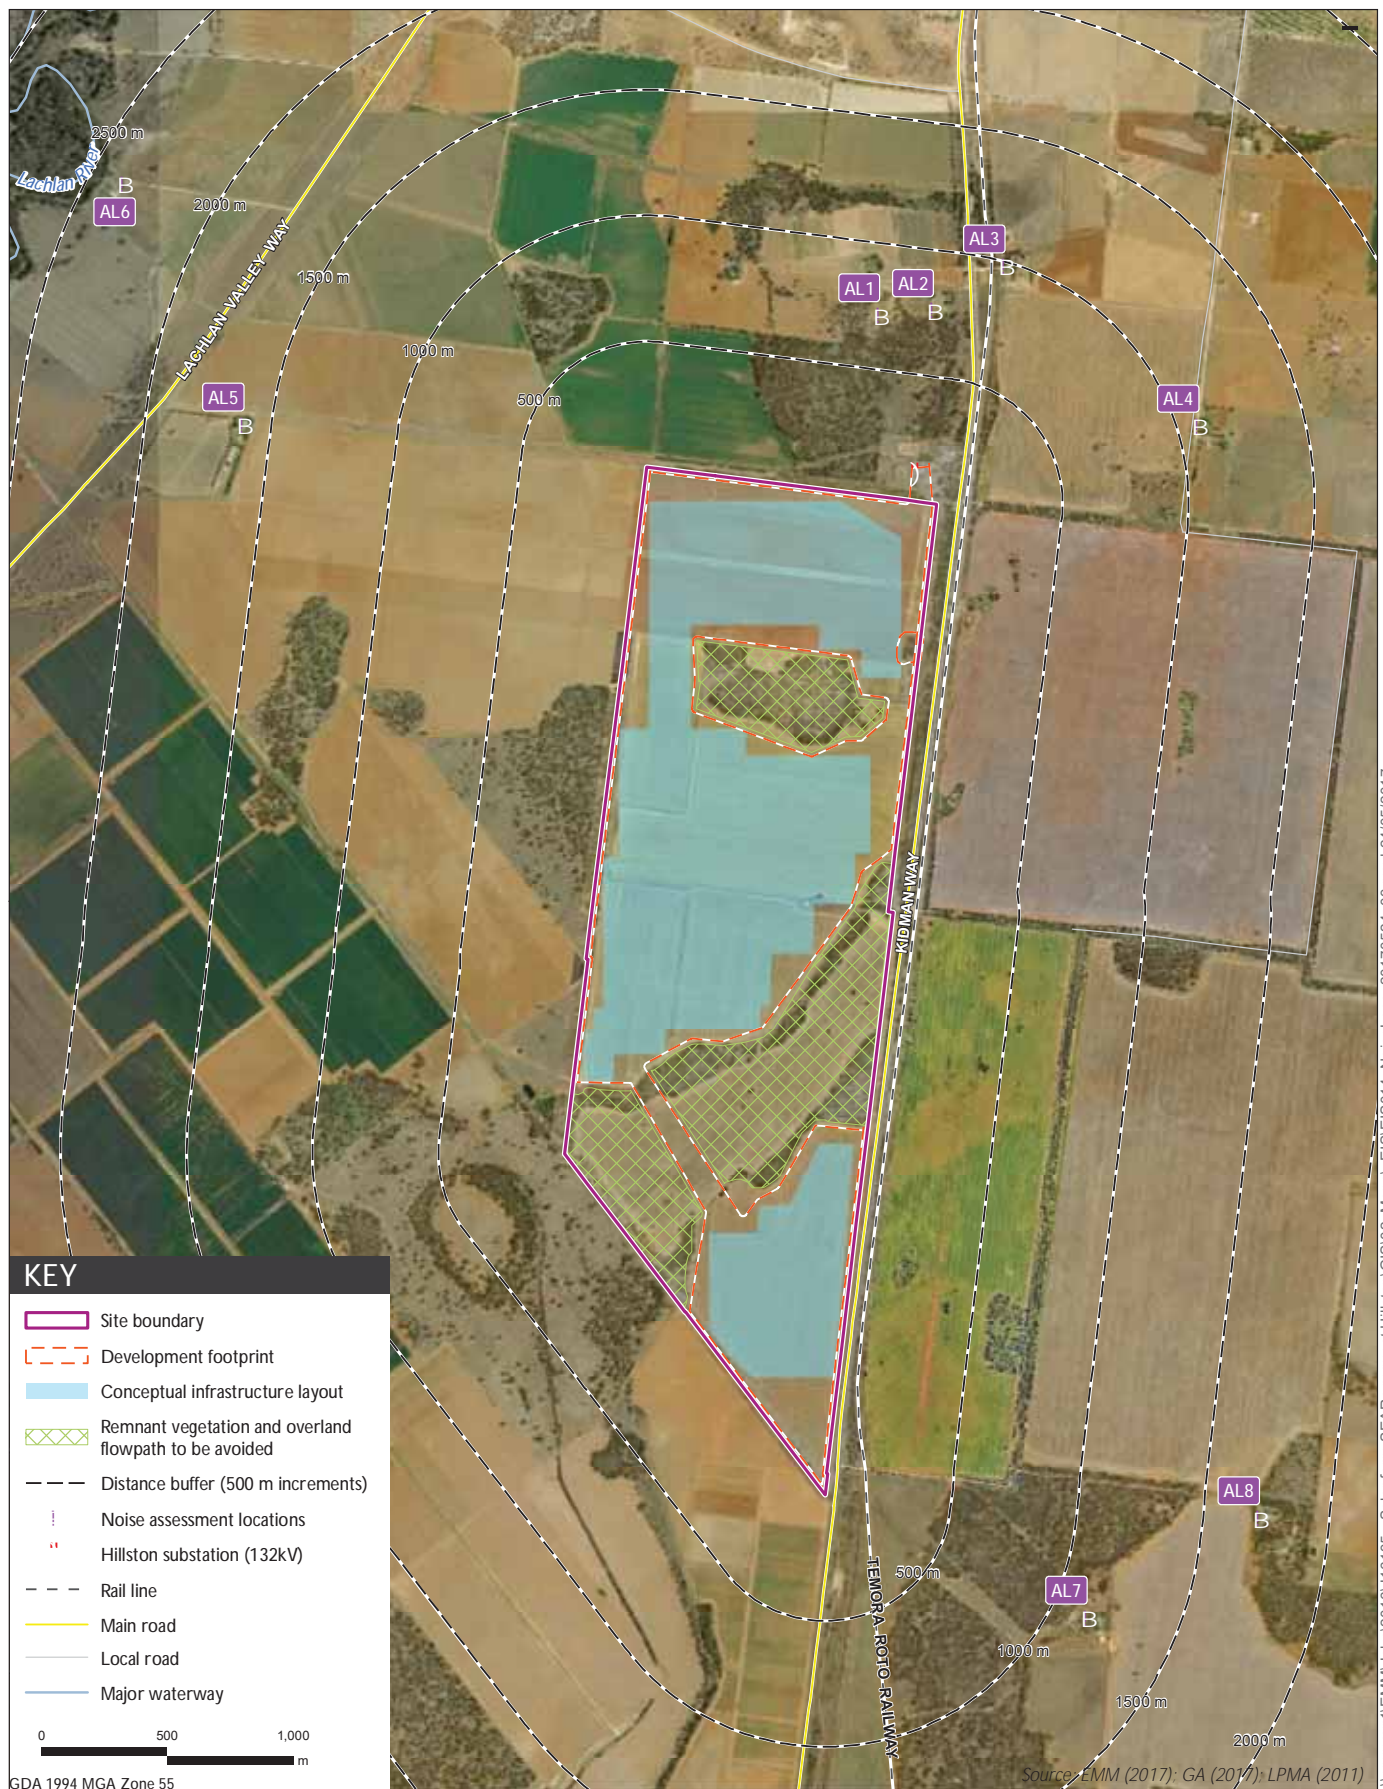 2500 m
Lachlan River
B
AL6
2000 m
LACHLAN VALLEY WAY
1500 m
AL3
B
AL1
AL2
B
B
1000 m
AL5
B
500 m
AL4
B
KIDMAN WAY
AL8
B
500 m
AL7
B
TEMORA ROTO RAILWAY
1000 m
1500 m
2000 m
KEY
Site boundary
Development footprint
Conceptual infrastructure layout
Remnant vegetation and overland
flowpath to be avoided
Distance buffer (500 m increments)
Noise assessment locations
Hillston substation (132kV)
Rail line
Main road
Local road
Major waterway
0 500 1,000
m
GDA 1994 MGA Zone 55
Source: EMM (2017); GA (2017); LPMA (2011)